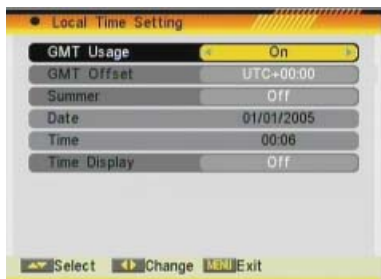 Local Time Setting
GMT Usage On
GMT Offset UTC+00:00
Summer Off
Date 01/01/2005
Time 00:06
Time Display Off
Select Change MENU Exit